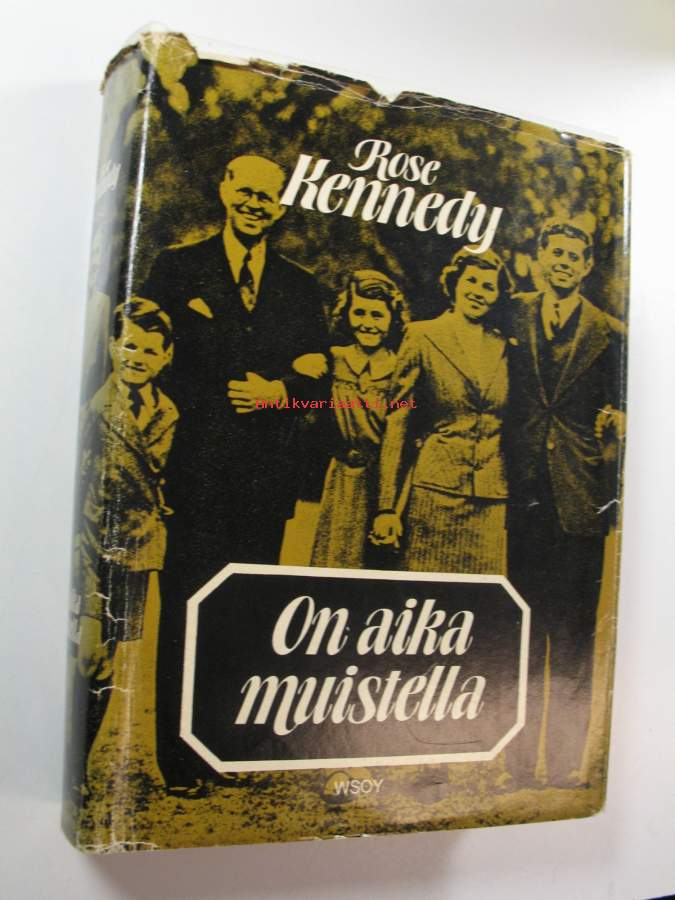 Rose
Kennedy
antikvariaatti.net
On aika
muistella
WSOY